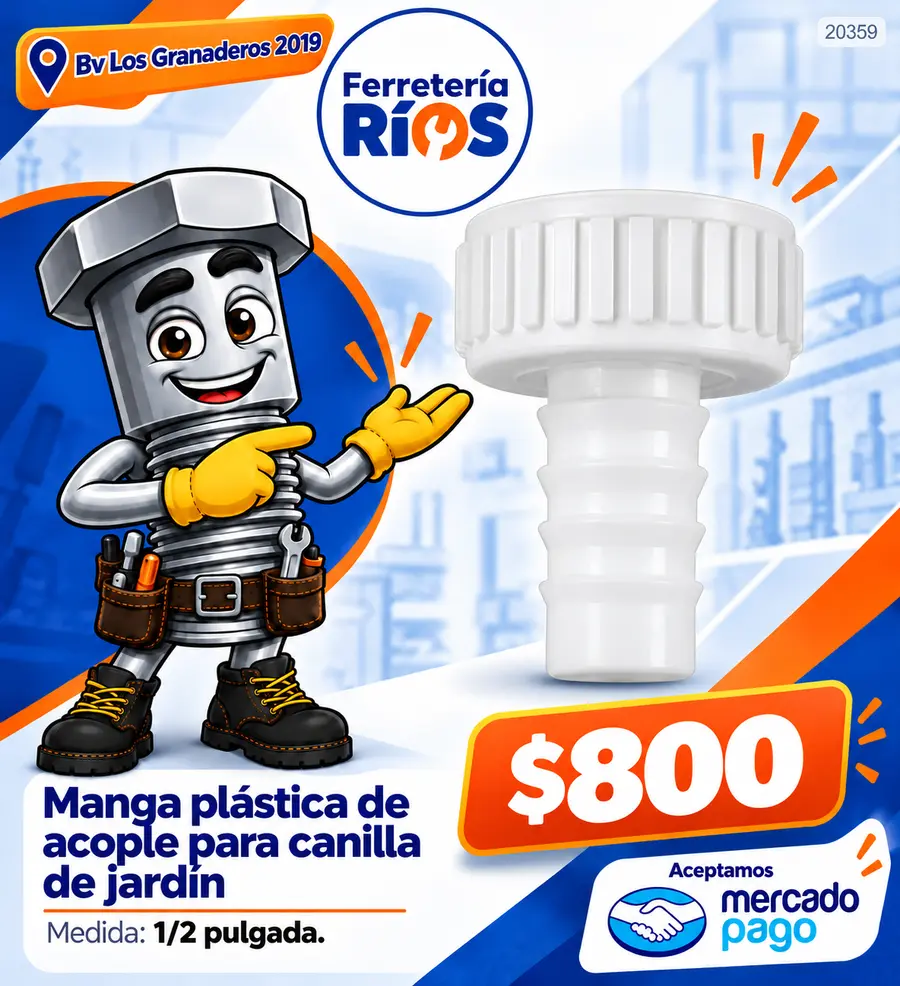 Bv Los Granaderos 2019
Ferretería
Ríos
20359
$800
Manga plástica de
acople para canilla
de jardín
Medida: 1/2 pulgada.
Aceptamos
mercado
pago